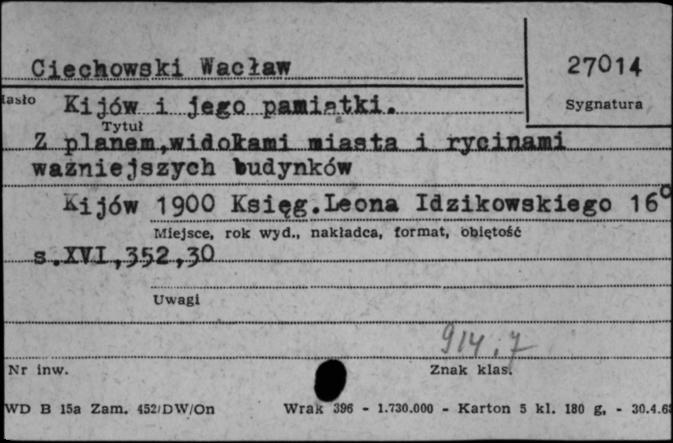 Ciechowski Wacław
27014
Sygnatura
Kijów i jego pamiątki.
Tytuł
Z planem,widokami miasta i rycinami
ważniejszych budynków
Kijów 1900 Księg.Leona Idzikowskiego 16°
Miejsce, rok wyd., nakładca, format, objętość
s.XVI,352,30
Uwagi
914.7
Nr inw.
Znak klas.
WD B 15a Zam. 452/DW/On Wrak 396 - 1.730.000 - Karton 5 kl. 180 g. - 30.4.